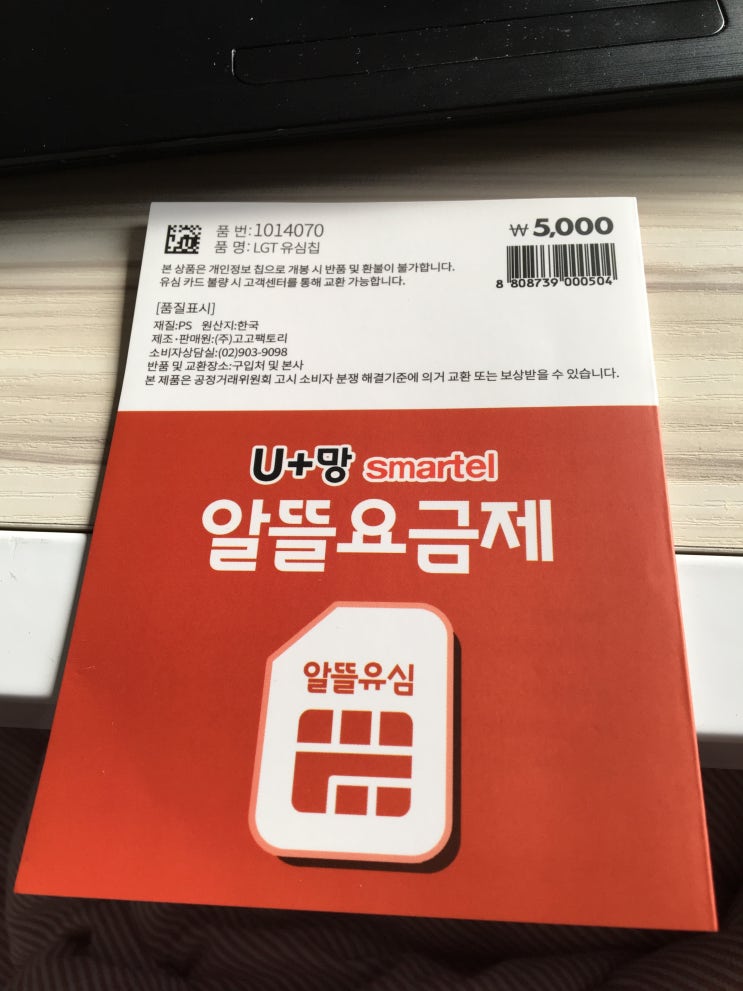 품 번:1014070
품 명:LGT 유심칩
₩5,000
본 상품은 개인정보 칩으로 개봉 시 반품 및 환불이 불가합니다.
유심 카드 불량 시 고객센터를 통해 교환 가능합니다.
8 808739 000504
[품질표시]
재질:PS 원산지:한국
제조·판매원:(주)고고팩토리
소비자상담실:(02)903-9098
반품 및 교환장소:구입처 및 본사
본 제품은 공정거래위원회 고시 소비자 분쟁 해결기준에 의거 교환 또는 보상받을 수 있습니다.
U+망 smartel
알뜰요금제
알뜰유심